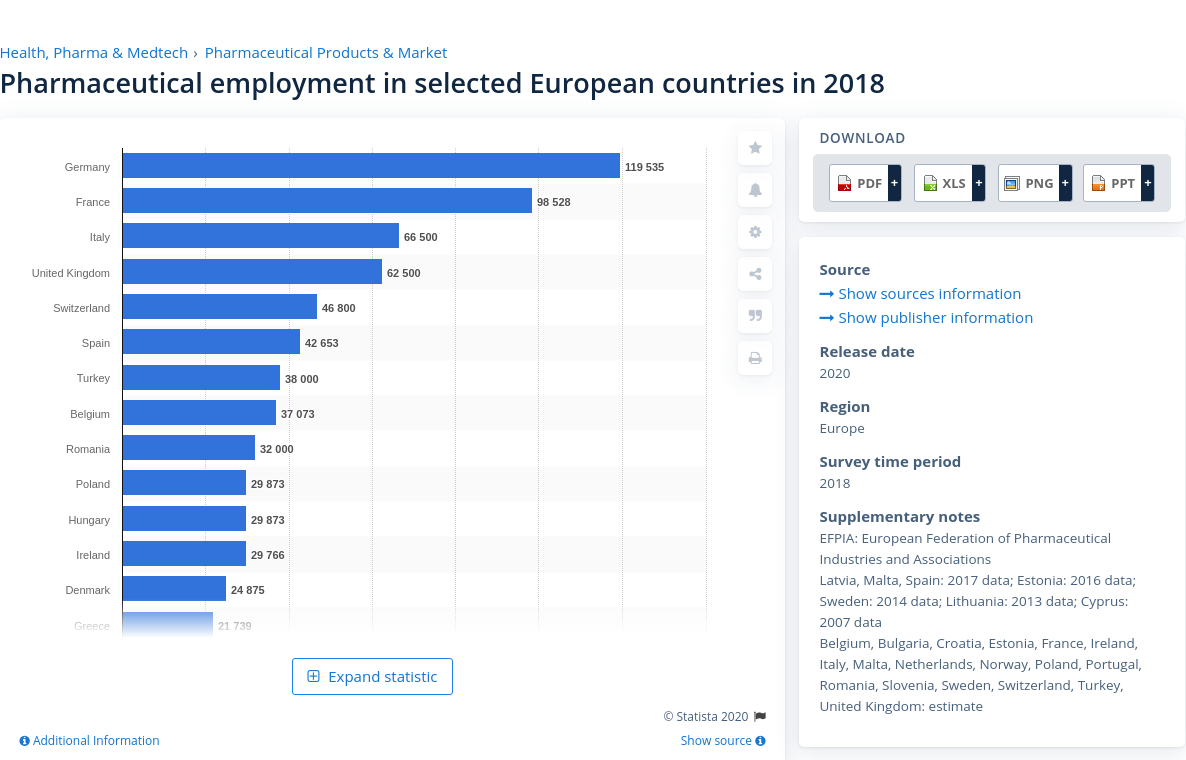 Health, Pharma & Medtech › Pharmaceutical Products & Market
Pharmaceutical employment in selected European countries in 2018
Germany 119 535
France 98 528
Italy 66 500
United Kingdom 62 500
Switzerland 46 800
Spain 42 653
Turkey 38 000
Belgium 37 073
Romania 32 000
Poland 29 873
Hungary 29 873
Ireland 29 766
Denmark 24 875
Greece 21 739
Expand statistic
© Statista 2020
Additional Information
Show source
DOWNLOAD
PDF + XLS + PNG + PPT +
Source
Show sources information
Show publisher information
Release date
2020
Region
Europe
Survey time period
2018
Supplementary notes
EFPIA: European Federation of Pharmaceutical
Industries and Associations
Latvia, Malta, Spain: 2017 data; Estonia: 2016 data;
Sweden: 2014 data; Lithuania: 2013 data; Cyprus:
2007 data
Belgium, Bulgaria, Croatia, Estonia, France, Ireland,
Italy, Malta, Netherlands, Norway, Poland, Portugal,
Romania, Slovenia, Sweden, Switzerland, Turkey,
United Kingdom: estimate